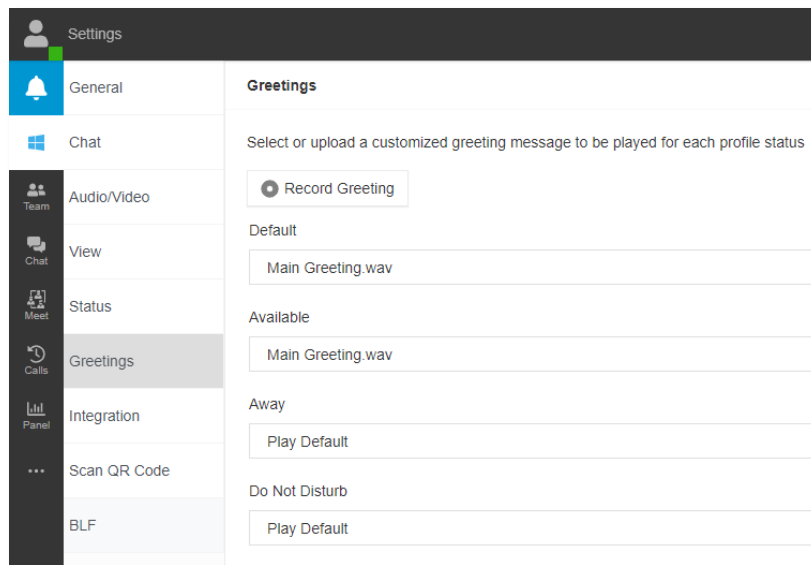 Settings
General
Chat
Team
Audio/Video
Chat
View
Meet
Status
Calls
Greetings
Panel
Integration
Scan QR Code
BLF
Greetings
Select or upload a customized greeting message to be played for each profile status
Record Greeting
Default
Main Greeting.wav
Available
Main Greeting.wav
Away
Play Default
Do Not Disturb
Play Default